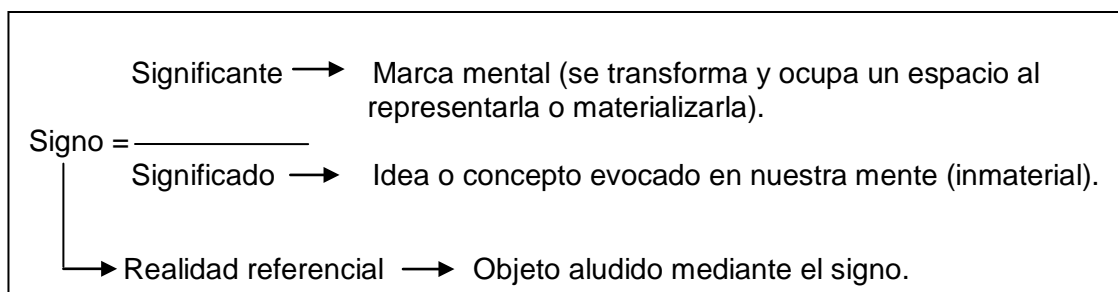 Significante Marca mental (se transforma y ocupa un espacio al
representarla o materializarla).
Signo =
Significado Idea o concepto evocado en nuestra mente (inmaterial).
Realidad referencial Objeto aludido mediante el signo.